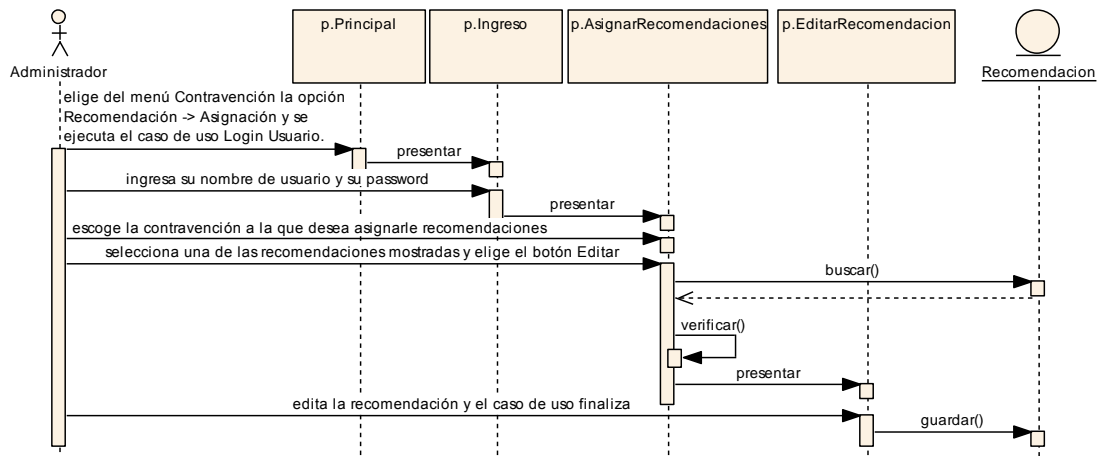 p.Principal
p.Ingreso
p.AsignarRecomendaciones
p.EditarRecomendacion
Administrador
Recomendacion
elige del menú Contravención la opción
Recomendación -> Asignación y se
ejecuta el caso de uso Login Usuario.
presentar
ingresa su nombre de usuario y su password
presentar
escoge la contravención a la que desea asignarle recomendaciones
selecciona una de las recomendaciones mostradas y elige el botón Editar
buscar()
verificar()
presentar
edita la recomendación y el caso de uso finaliza
guardar()